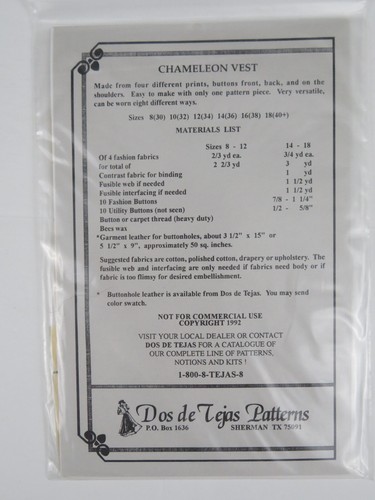 CHAMELEON VEST
Made from four different prints, buttons front, back, and on
the shoulders. Easy to make with only one pattern piece. Very versatile,
can be worn eight different ways.
Sizes 8(30) 10(32) 12(34) 14(36) 16(38) 18(40+)
MATERIALS LIST
Sizes 8 - 12 14 - 18
Of 4 fashion fabrics 2/3 yd ea. 3/4 yd ea.
for total of 2 2/3 yd 3 yd
Contrast fabric for binding 1 yd
Fusible web if needed 1 1/2 yd
Fusible interfacing if needed 1 1/2 yd
10 Fashion Buttons 7/8 - 1 1/4"
10 Utility Buttons (not seen) 1/2 - 5/8"
Button or carpet thread (heavy duty)
Bees wax
*Garment leather for buttonholes, about 3 1/2" x 15" or
5 1/2" x 9", approximately 50 sq. inches.
Suggested fabrics are cotton, polished cotton, drapery or upholstery. The
fusible web and interfacing are only needed if fabrics need body or if
fabric is too flimsy for desired embellishment.
* Buttonhole leather is available from Dos de Tejas. You may send
color swatch.
NOT FOR COMMERCIAL USE
COPYRIGHT 1992
VISIT YOUR LOCAL DEALER OR CONTACT
DOS DE TEJAS FOR A CATALOGUE OF
OUR COMPLETE LINE OF PATTERNS,
NOTIONS AND KITS !
1-800-8-TEJAS-8
Dos de Tejas Patterns
P.O. Box 1636 SHERMAN TX 75091